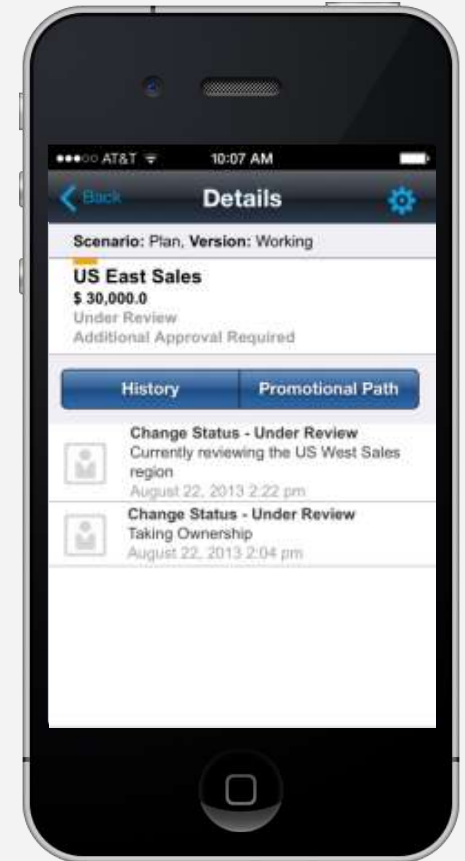 AT&T 10:07 AM
Back Details
Scenario: Plan, Version: Working
US East Sales
$ 30,000.0
Under Review
Additional Approval Required
History Promotional Path
Change Status - Under Review
Currently reviewing the US West Sales
region
August 22, 2013 2:22 pm
Change Status - Under Review
Taking Ownership
August 22, 2013 2:04 pm